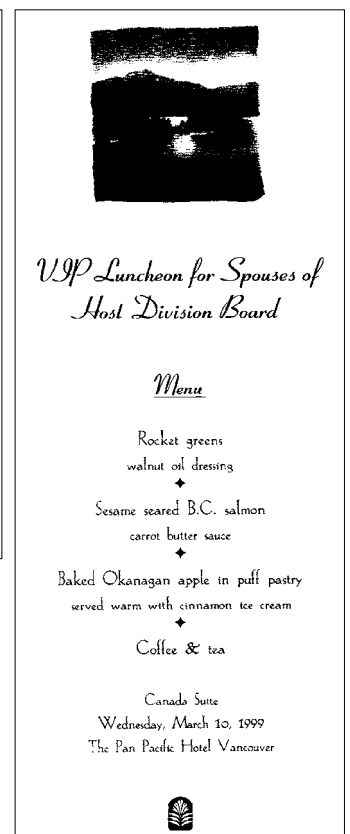 VIP Luncheon for Spouses of
Host Division Board
Menu
Rocket greens
walnut oil dressing
Sesame seared B.C. salmon
carrot butter sauce
Baked Okanagan apple in puff pastry
served warm with cinnamon ice cream
Coffee & tea
Canada Suite
Wednesday, March 10, 1999
The Pan Pacific Hotel Vancouver